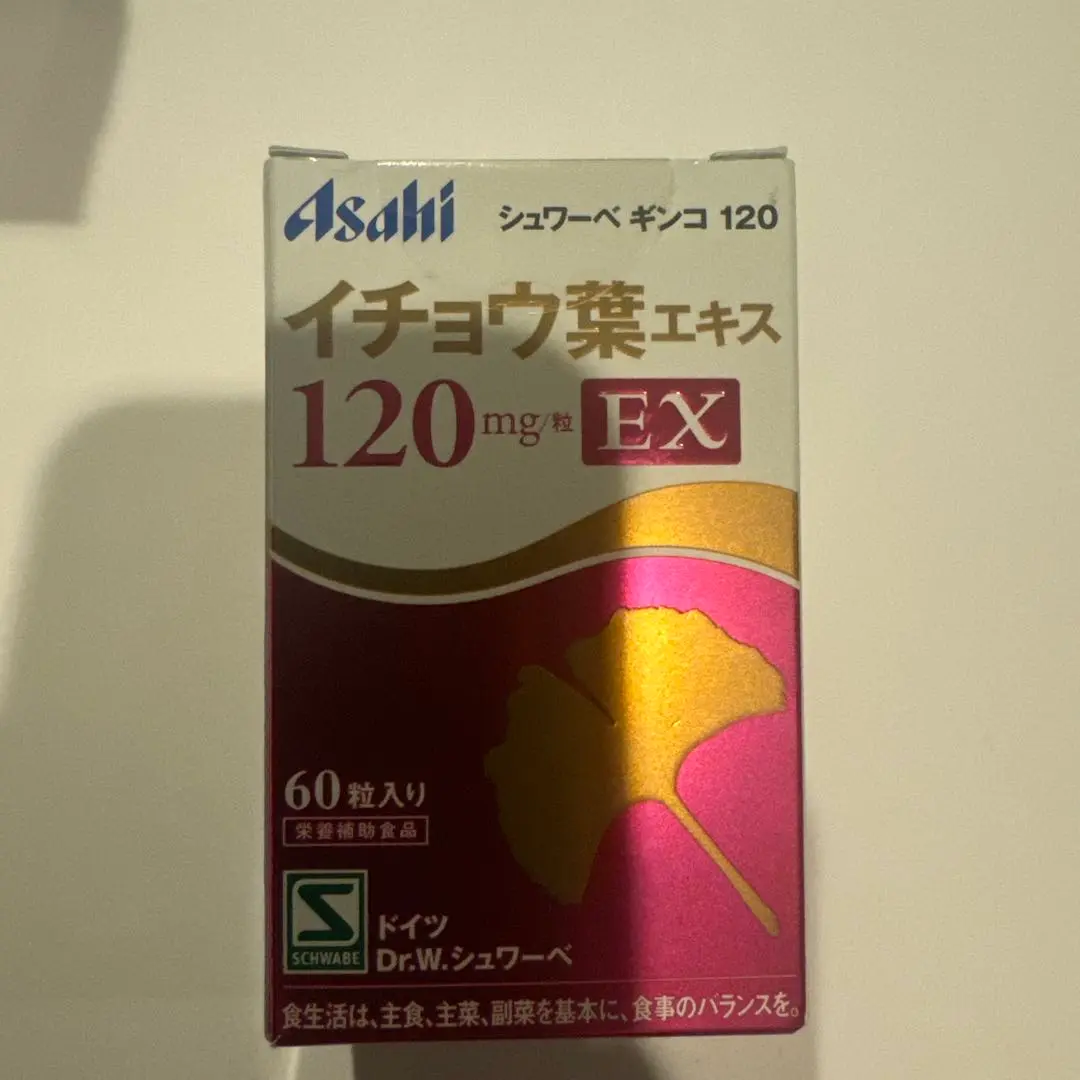 Asahi シュワーベ ギンコ 120
イチョウ葉エキス
120mg/粒 EX
60粒入り
栄養補助食品
SCHWABE
ドイツ
Dr.W.シュワーベ
食生活は、主食、主菜、副菜を基本に、食事のバランスを。